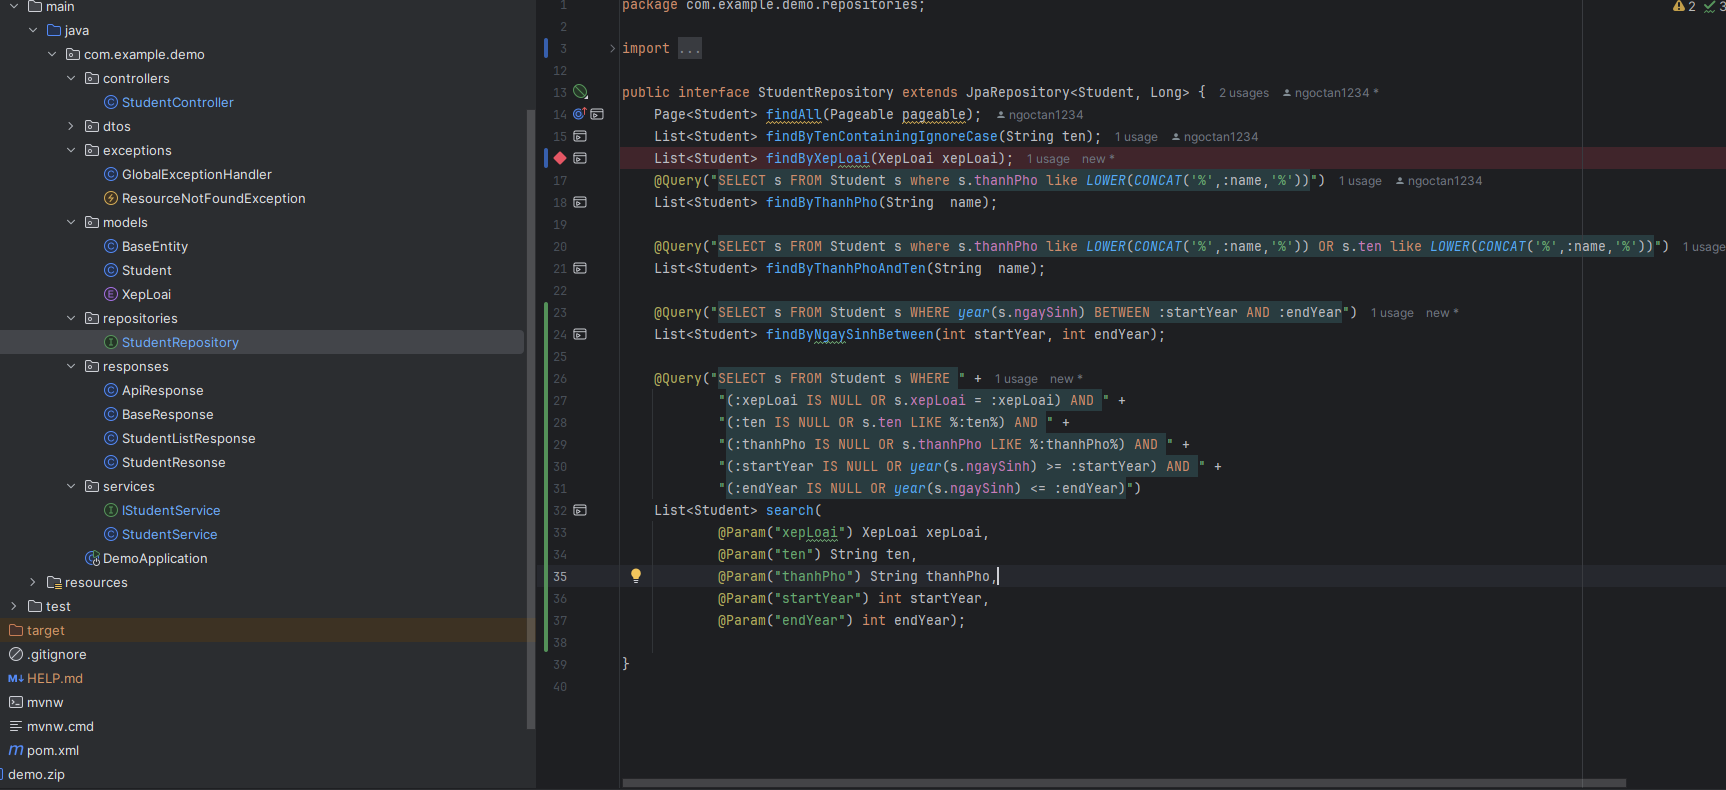 main
java
com.example.demo
controllers
StudentController
dtos
exceptions
GlobalExceptionHandler
ResourceNotFoundException
models
BaseEntity
Student
XepLoai
repositories
StudentRepository
responses
ApiResponse
BaseResponse
StudentListResponse
StudentResonse
services
IStudentService
StudentService
DemoApplication
resources
test
target
.gitignore
HELP.md
mvnw
mvnw.cmd
pom.xml
demo.zip
2 3
1 package com.example.demo.repositories;
2
3 import ...
12
13 public interface StudentRepository extends JpaRepository<Student, Long> { 2 usages ngoctan1234 *
14 Page<Student> findAll(Pageable pageable); ngoctan1234
15 List<Student> findByTenContainingIgnoreCase(String ten); 1 usage ngoctan1234
List<Student> findByXepLoai(XepLoai xepLoai); 1 usage new *
17 @Query("SELECT s FROM Student s where s.thanhPho like LOWER(CONCAT('%',:name,'%'))") 1 usage ngoctan1234
18 List<Student> findByThanhPho(String  name);
19
20 @Query("SELECT s FROM Student s where s.thanhPho like LOWER(CONCAT('%',:name,'%')) OR s.ten like LOWER(CONCAT('%',:name,'%'))") 1 usage
21 List<Student> findByThanhPhoAndTen(String  name);
22
23 @Query("SELECT s FROM Student s WHERE year(s.ngaySinh) BETWEEN :startYear AND :endYear") 1 usage new *
24 List<Student> findByNgaySinhBetween(int startYear, int endYear);
25
26 @Query("SELECT s FROM Student s WHERE " + 1 usage new *
27 "(:xepLoai IS NULL OR s.xepLoai = :xepLoai) AND " +
28 "(:ten IS NULL OR s.ten LIKE %:ten%) AND " +
29 "(:thanhPho IS NULL OR s.thanhPho LIKE %:thanhPho%) AND " +
30 "(:startYear IS NULL OR year(s.ngaySinh) >= :startYear) AND " +
31 "(:endYear IS NULL OR year(s.ngaySinh) <= :endYear)")
32 List<Student> search(
33 @Param("xepLoai") XepLoai xepLoai,
34 @Param("ten") String ten,
35 @Param("thanhPho") String thanhPho,
36 @Param("startYear") int startYear,
37 @Param("endYear") int endYear);
38
39 }
40